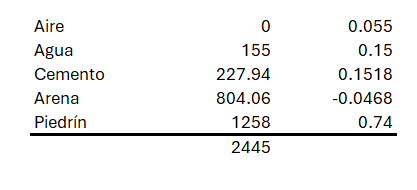 Aire 0 0.055
Agua 155 0.15
Cemento 227.94 0.1518
Arena 804.06 -0.0468
Piedrín 1258 0.74
2445